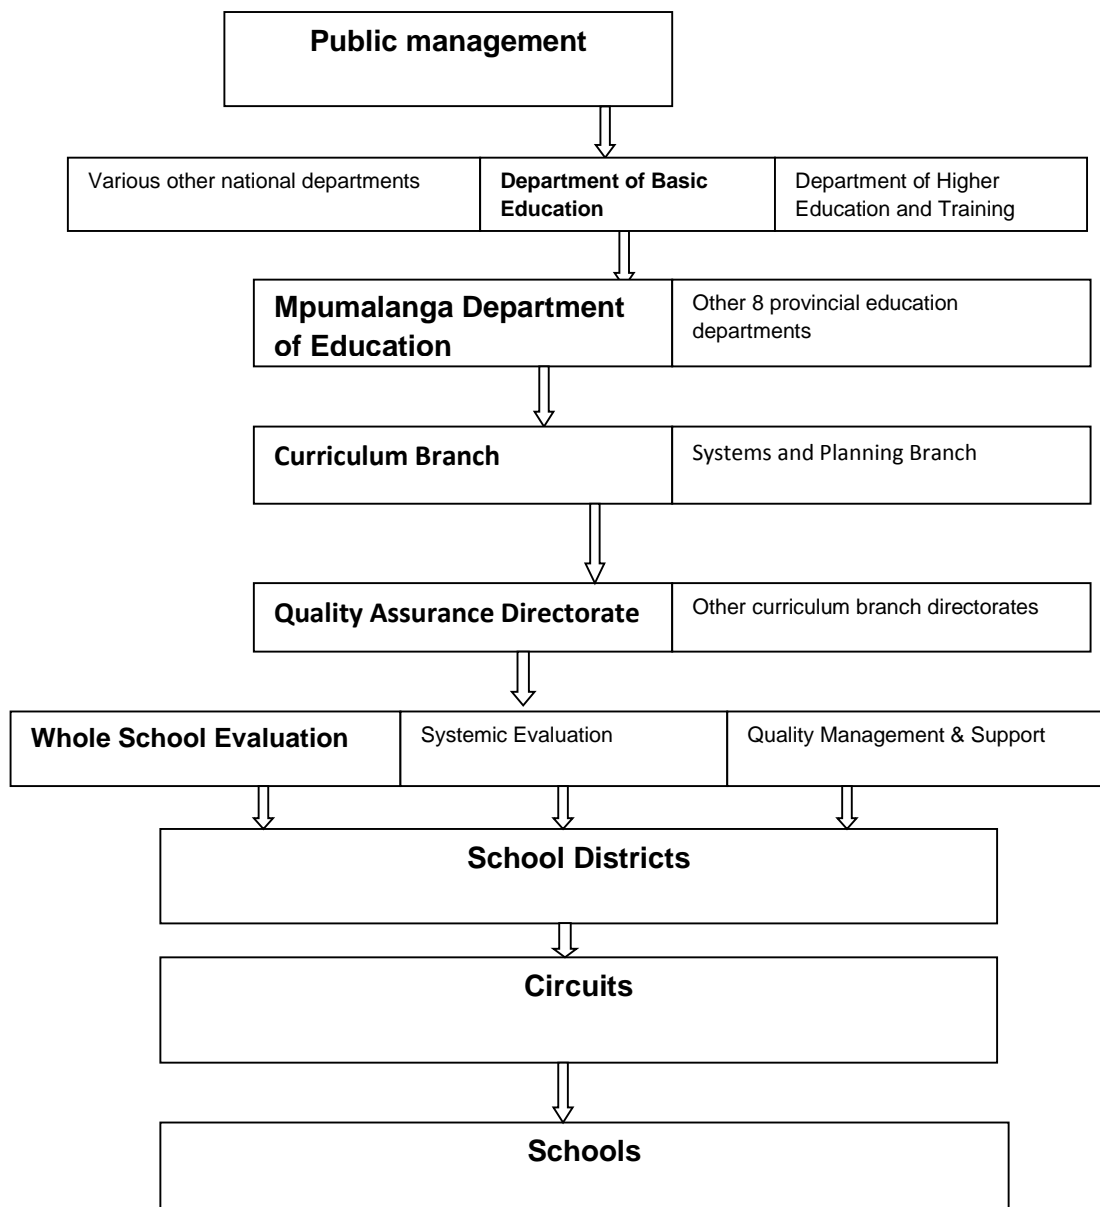 Public management
Various other national departments
Department of Basic
Education
Department of Higher
Education and Training
Mpumalanga Department
of Education
Other 8 provincial education
departments
Curriculum Branch
Systems and Planning Branch
Quality Assurance Directorate
Other curriculum branch directorates
Whole School Evaluation
Systemic Evaluation
Quality Management & Support
School Districts
Circuits
Schools